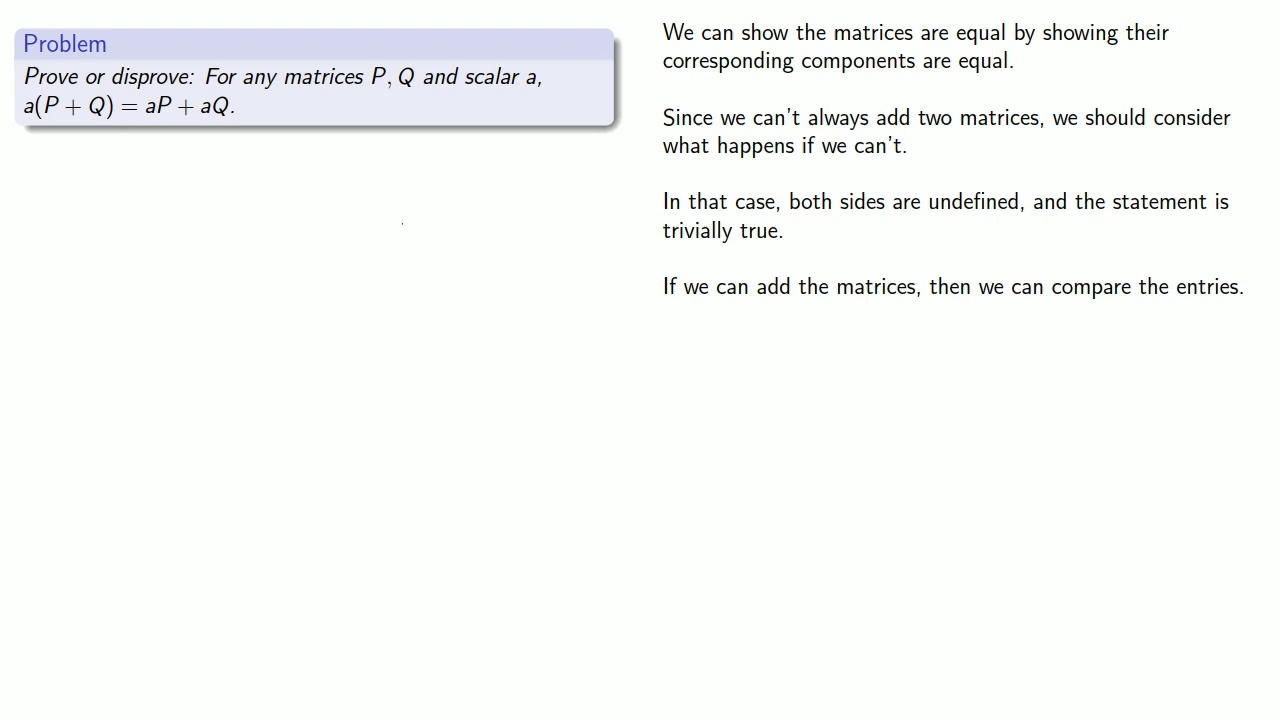 Problem
Prove or disprove: For any matrices P, Q and scalar a,
a(P + Q) = aP + aQ.
We can show the matrices are equal by showing their
corresponding components are equal.
Since we can't always add two matrices, we should consider
what happens if we can't.
In that case, both sides are undefined, and the statement is
trivially true.
If we can add the matrices, then we can compare the entries.